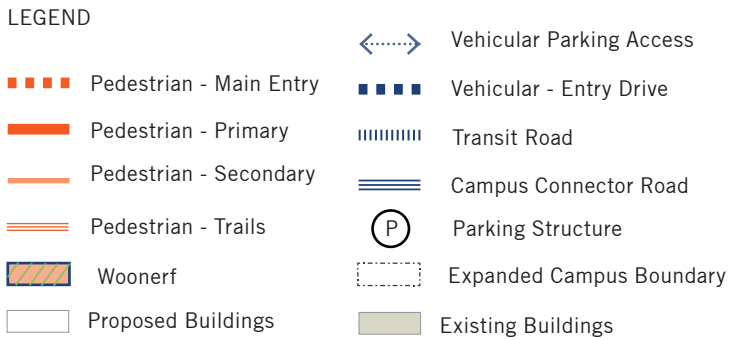 LEGEND
Pedestrian - Main Entry
Pedestrian - Primary
Pedestrian - Secondary
Pedestrian - Trails
Woonerf
Proposed Buildings
Vehicular Parking Access
Vehicular - Entry Drive
Transit Road
Campus Connector Road
P Parking Structure
Expanded Campus Boundary
Existing Buildings